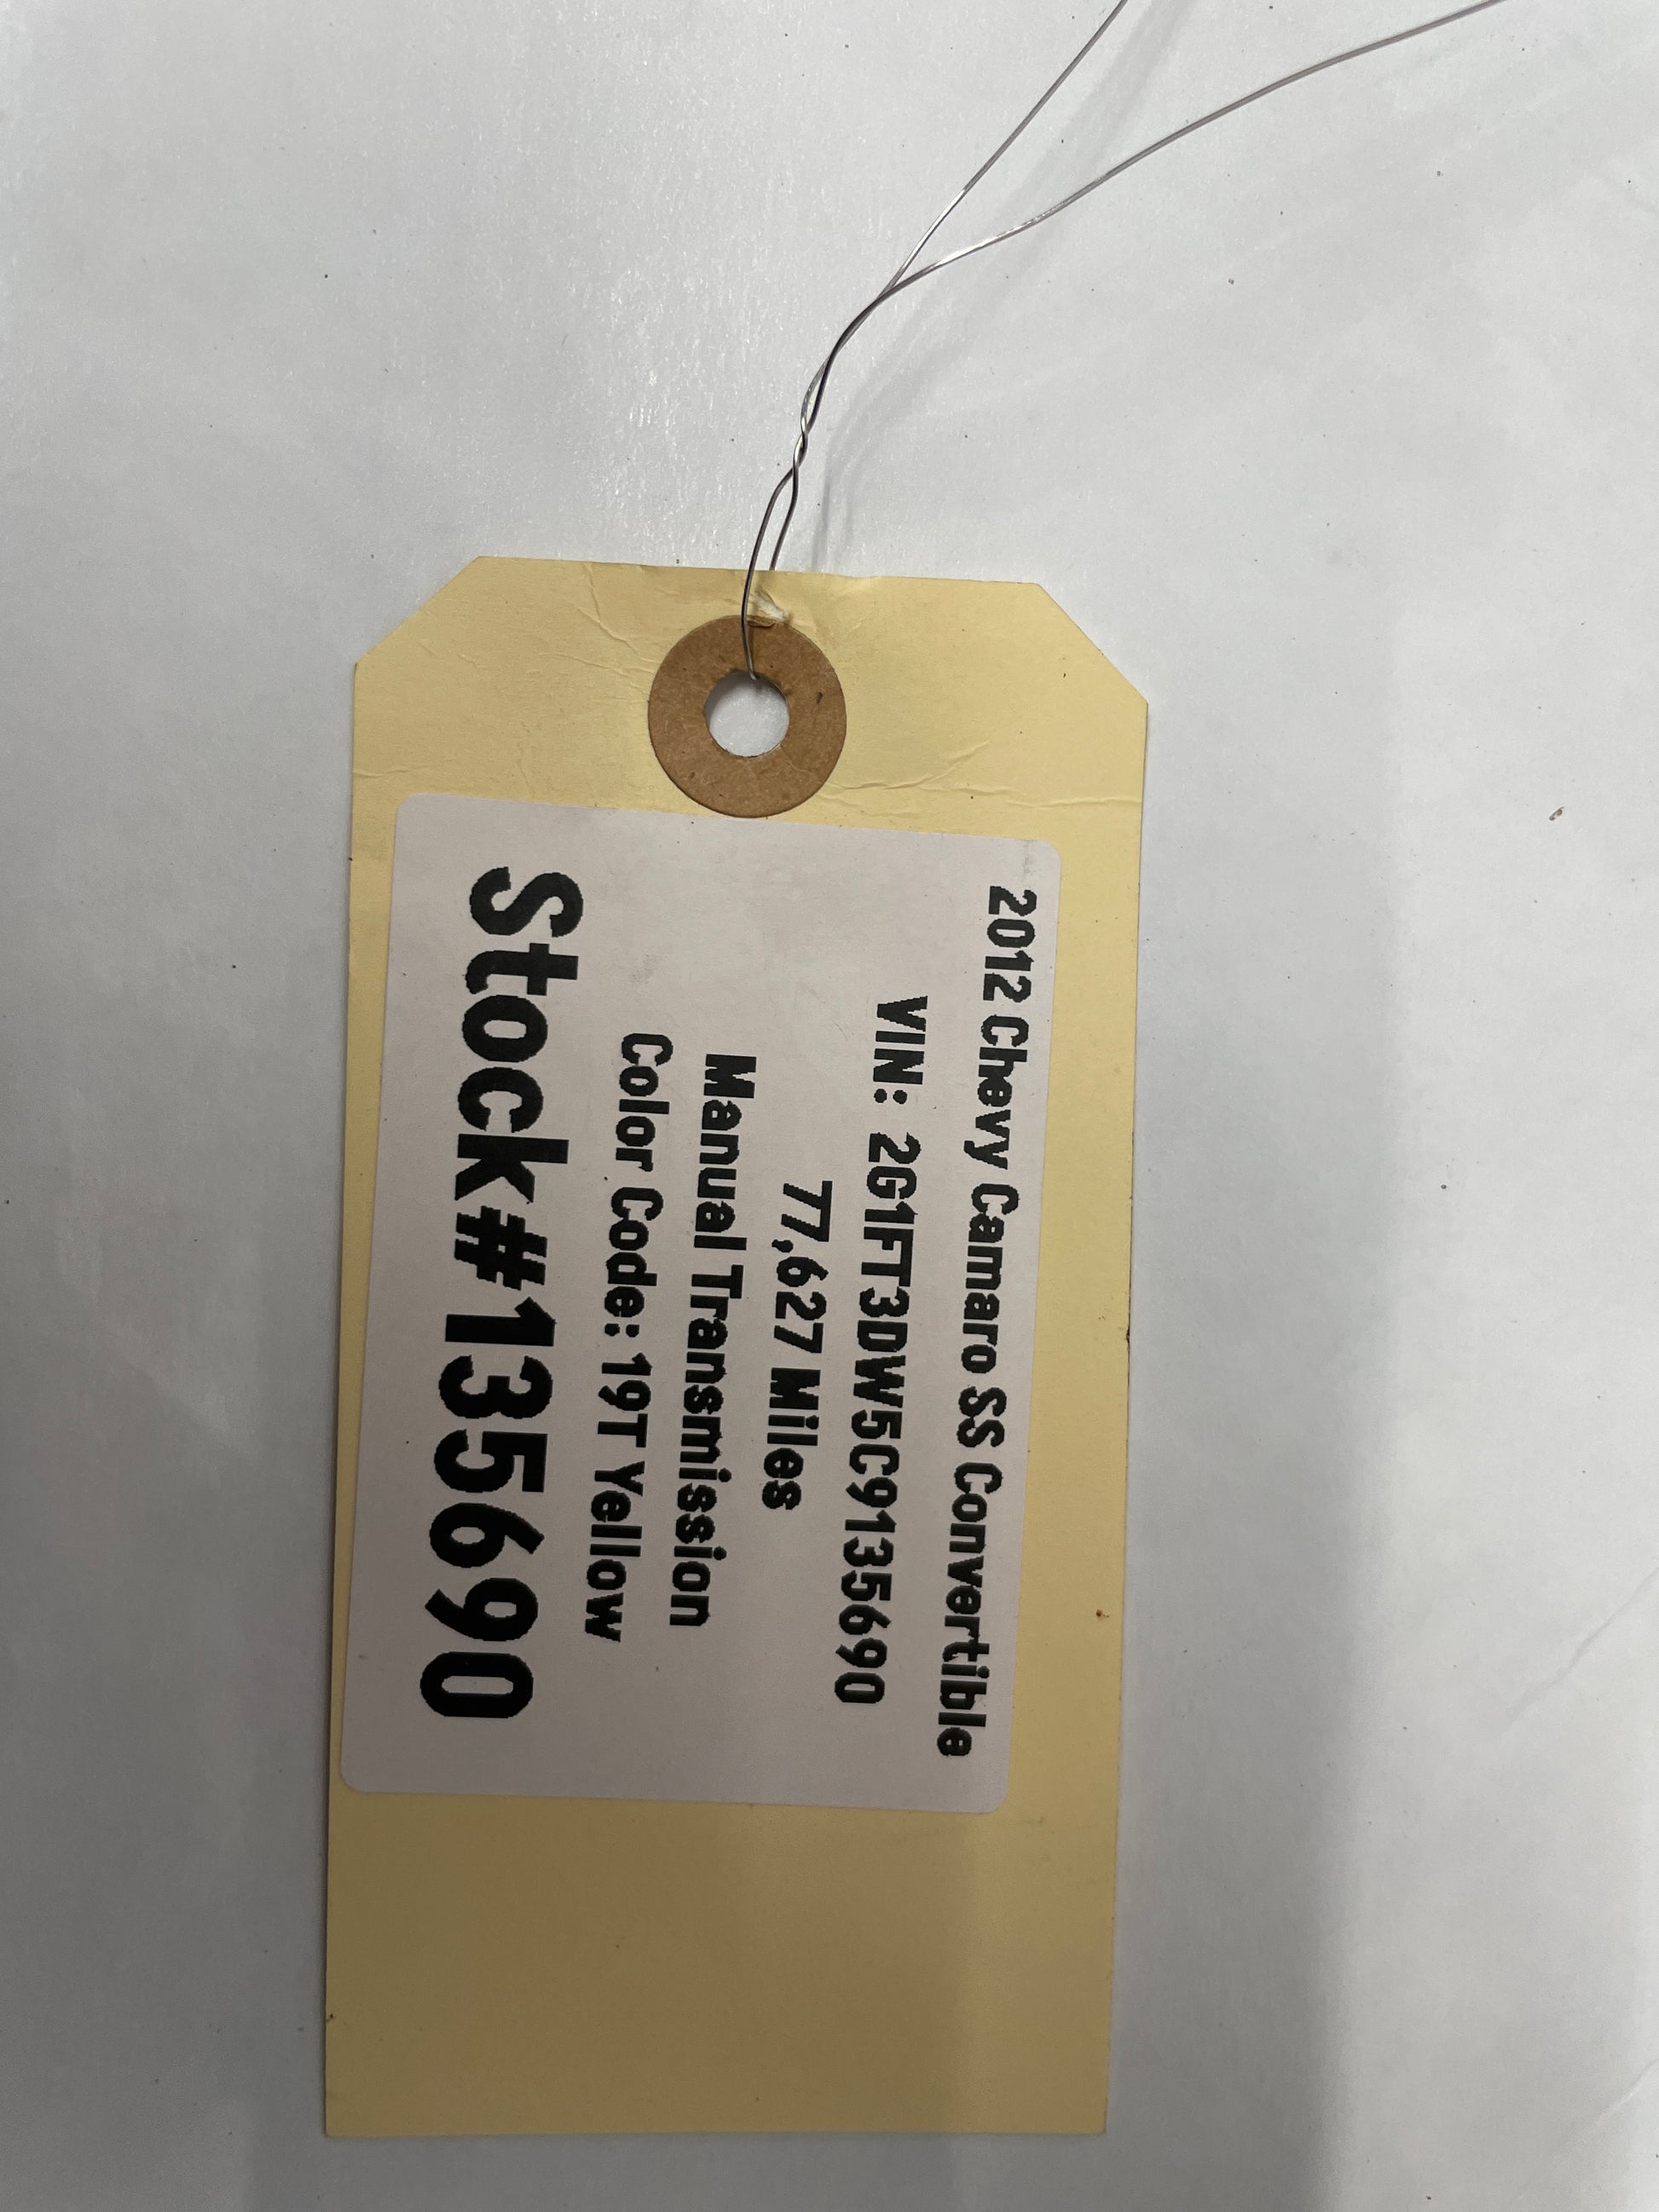 2012 Chevy Camaro SS Convertible
VIN: 2G1FT3DW5C9135690
77,627 Miles
Manual Transmission
Color Code: 19T Yellow
Stock#135690